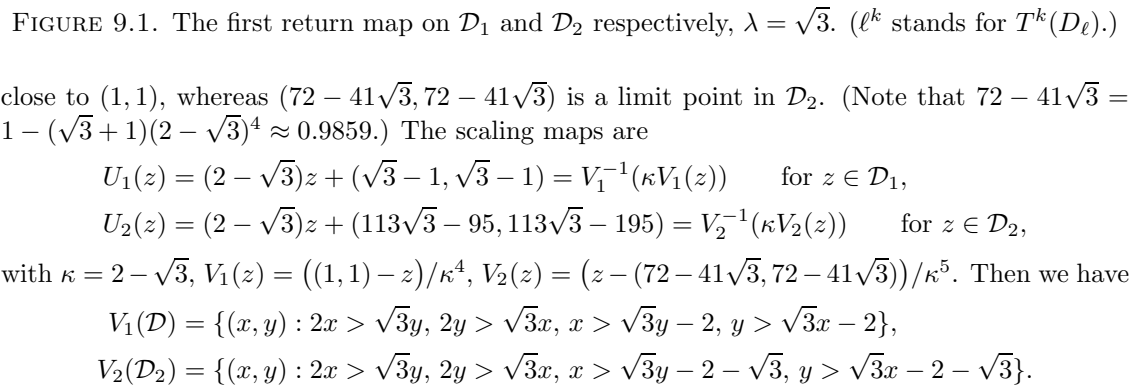 FIGURE 9.1. The first return map on 𝒟₁ and 𝒟₂ respectively, λ = √3. (ℓᵏ stands for Tᵏ(D_ℓ).)
close to (1, 1), whereas (72 − 41√3, 72 − 41√3) is a limit point in 𝒟₂. (Note that 72 − 41√3 =
1 − (√3 + 1)(2 − √3)⁴ ≈ 0.9859.) The scaling maps are
U₁(z) = (2 − √3)z + (√3 − 1, √3 − 1) = V₁⁻¹(κV₁(z)) for z ∈ 𝒟₁,
U₂(z) = (2 − √3)z + (113√3 − 95, 113√3 − 195) = V₂⁻¹(κV₂(z)) for z ∈ 𝒟₂,
with κ = 2 − √3, V₁(z) = ((1, 1) − z)/κ⁴, V₂(z) = (z − (72 − 41√3, 72 − 41√3))/κ⁵. Then we have
V₁(𝒟) = {(x, y) : 2x > √3y, 2y > √3x, x > √3y − 2, y > √3x − 2},
V₂(𝒟₂) = {(x, y) : 2x > √3y, 2y > √3x, x > √3y − 2 − √3, y > √3x − 2 − √3}.